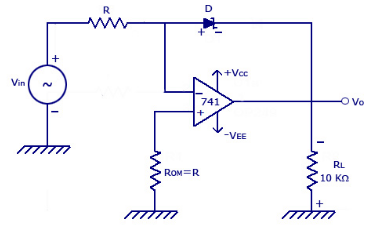 R
D
+
+ -
Vin
~
-
+Vcc
-
741
+
-VEE
Vo
ROM=R
-
RL
10 KΩ
+